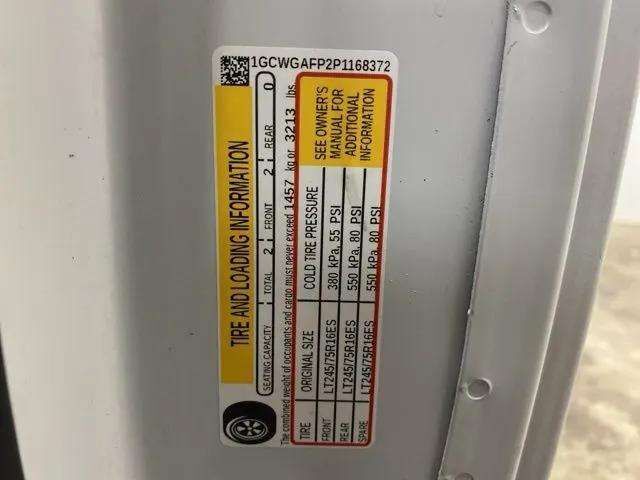 1GCWGAFP2P1168372
TIRE AND LOADING INFORMATION
SEATING CAPACITY : TOTAL 2 : FRONT 2 : REAR 0
The combined weight of occupants and cargo must never exceed 1457 kg or 3213 lbs.
TIRE ORIGINAL SIZE COLD TIRE PRESSURE
FRONT LT245/75R16ES 380 kPa, 55 PSI
REAR LT245/75R16ES 550 kPa, 80 PSI
SPARE LT245/75R16ES 550 kPa, 80 PSI
SEE OWNER'S
MANUAL FOR
ADDITIONAL
INFORMATION